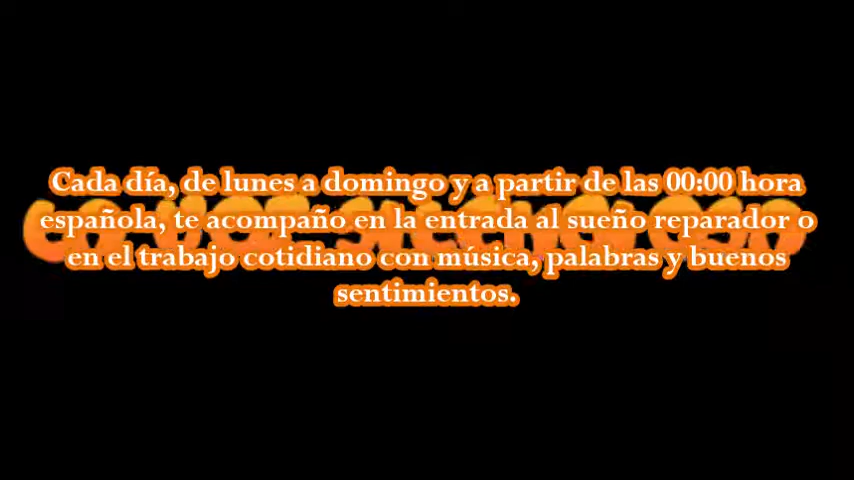 Cada día, de lunes a domingo y a partir de las 00:00 hora
española, te acompaño en la entrada al sueño reparador o
en el trabajo cotidiano con música, palabras y buenos
sentimientos.